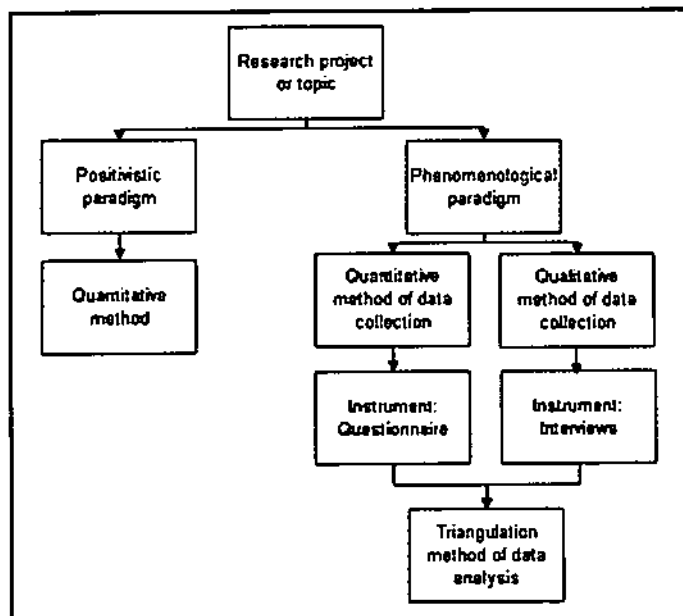 Research project
or topic
Positivistic
paradigm
Phenomenological
paradigm
Quantitative
method
Quantitative
method of data
collection
Qualitative
method of data
collection
Instrument:
Questionnaire
Instrument:
Interviews
Triangulation
method of data
analysis